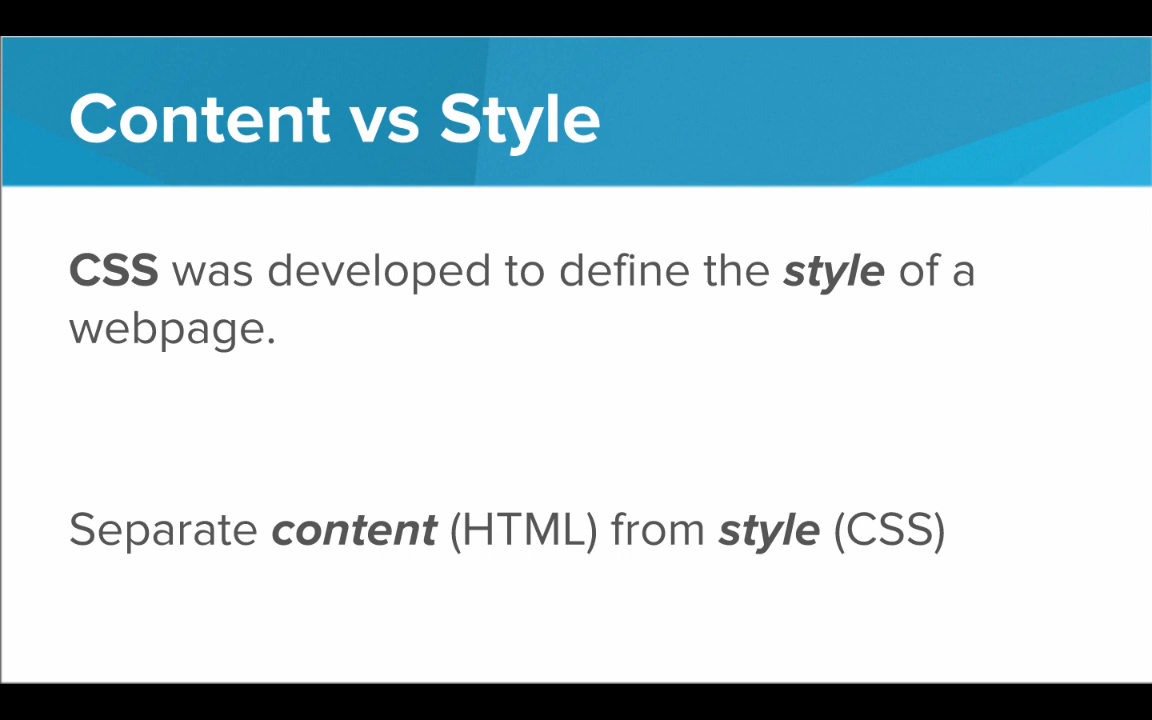 Content vs Style
CSS was developed to define the style of a
webpage.
Separate content (HTML) from style (CSS)